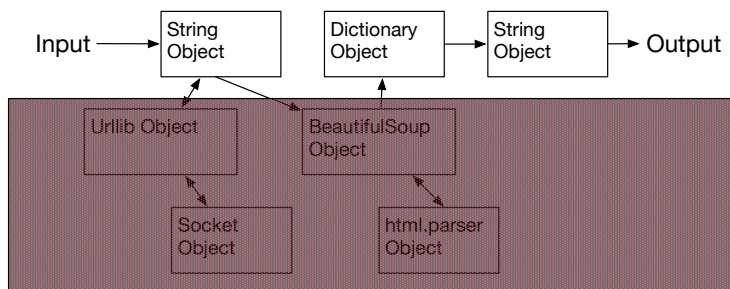 Input
String
Object
Dictionary
Object
String
Object
Output
Urllib Object
BeautifulSoup
Object
Socket
Object
html.parser
Object